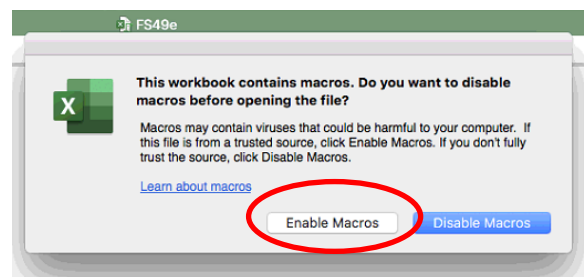 FS49e
This workbook contains macros. Do you want to disable
macros before opening the file?
Macros may contain viruses that could be harmful to your computer. If
this file is from a trusted source, click Enable Macros. If you don't fully
trust the source, click Disable Macros.
Learn about macros
Enable Macros Disable Macros